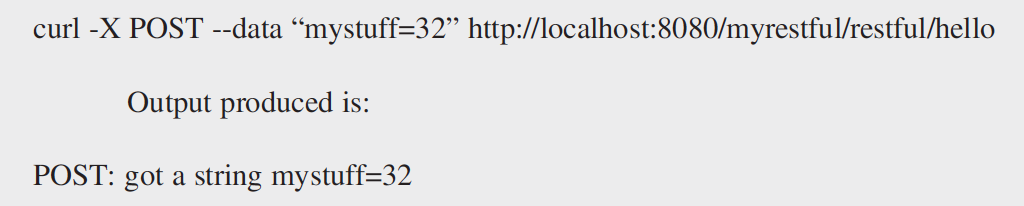 curl -X POST --data “mystuff=32” http://localhost:8080/myrestful/restful/hello
Output produced is:
POST: got a string mystuff=32